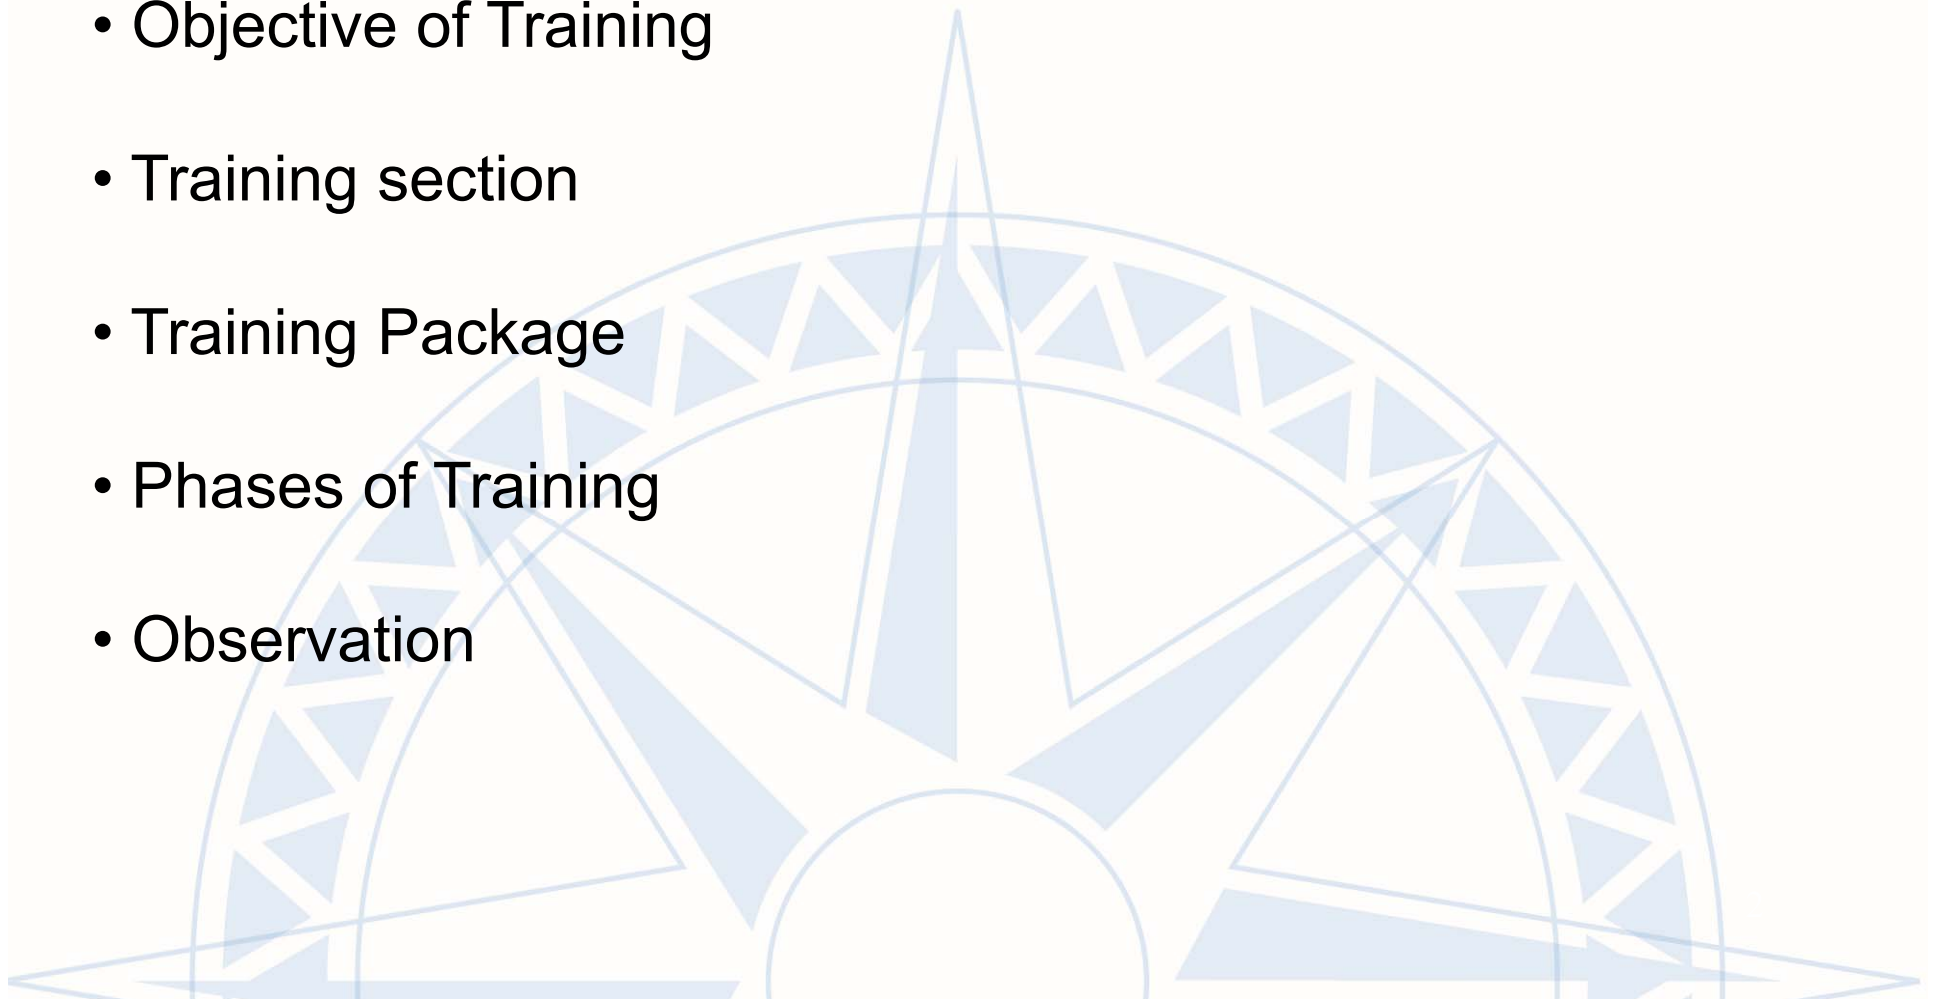 • Objective of Training
• Training section
• Training Package
• Phases of Training
• Observation